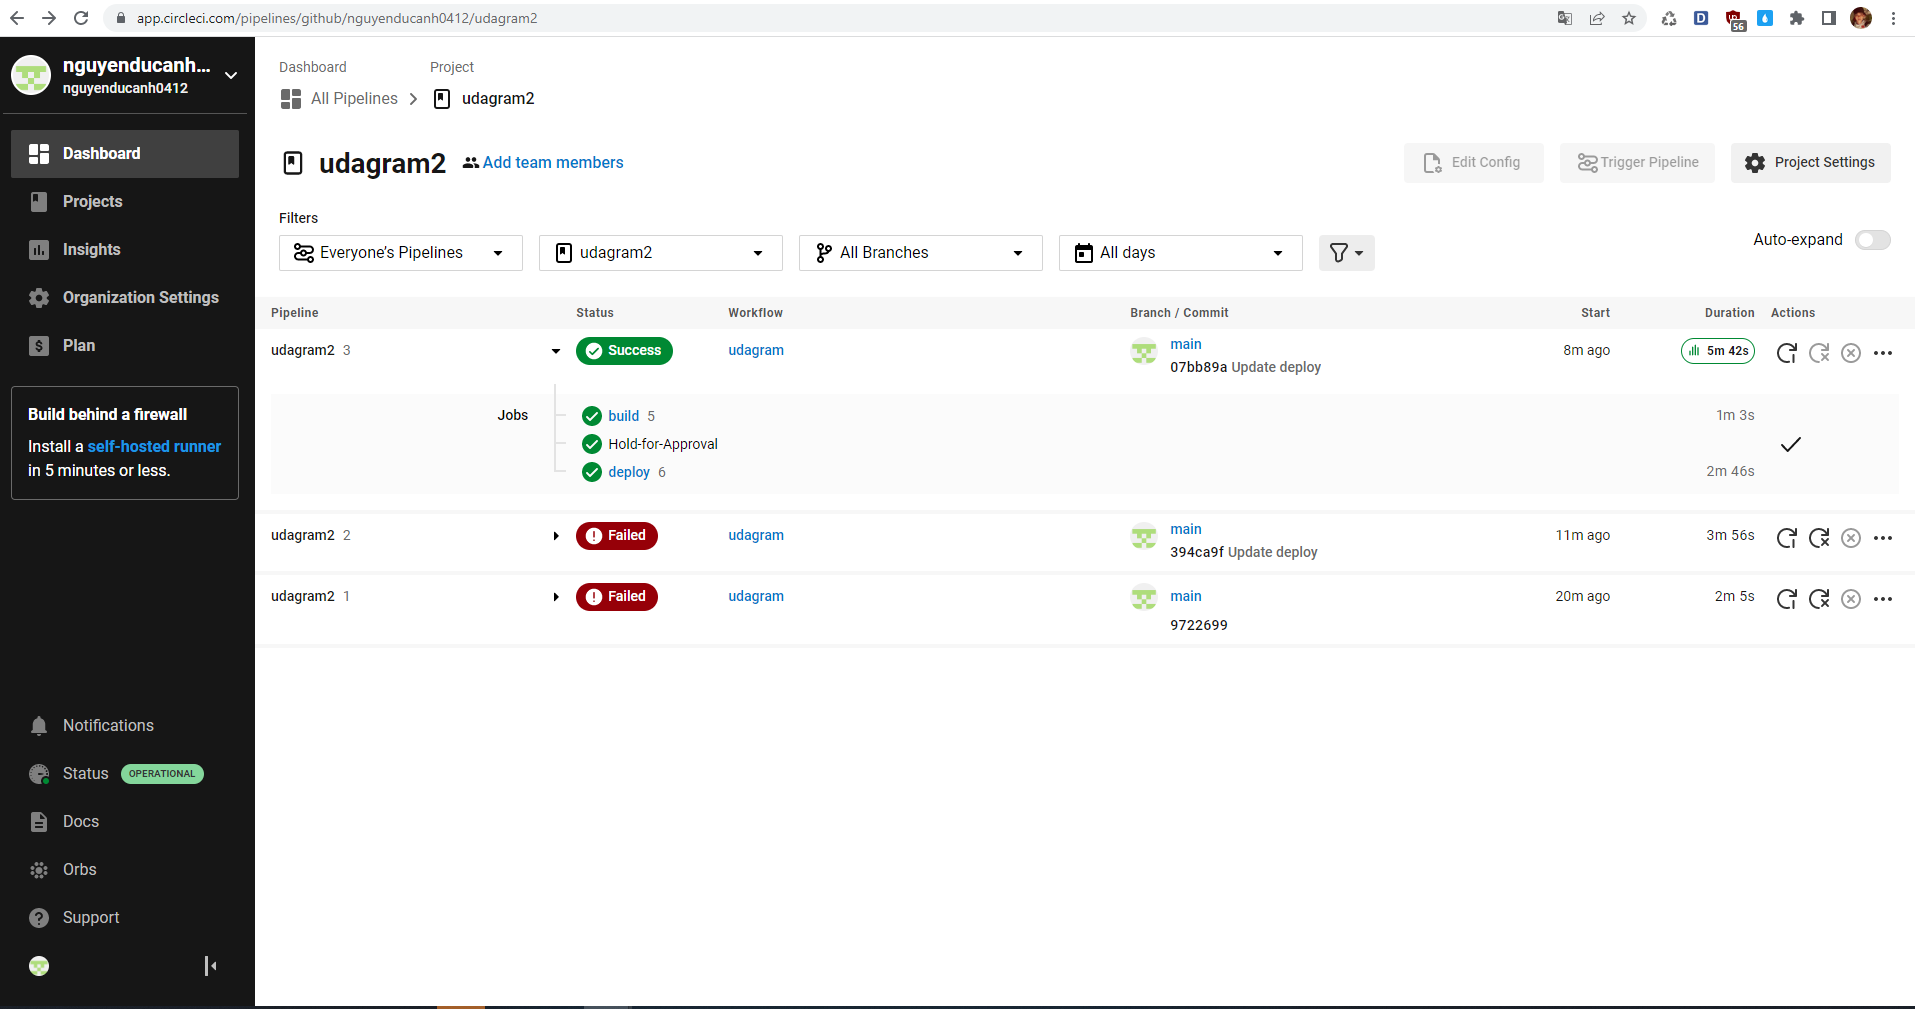 app.circleci.com/pipelines/github/nguyenducanh0412/udagram2
56
nguyenducanh...
nguyenducanh0412
Dashboard
Projects
Insights
Organization Settings
Plan
Build behind a firewall
Install a self-hosted runner
in 5 minutes or less.
Notifications
Status OPERATIONAL
Docs
Orbs
Support
Dashboard Project
All Pipelines udagram2
udagram2 Add team members
Edit Config Trigger Pipeline Project Settings
Filters
Everyone's Pipelines udagram2 All Branches All days
Auto-expand
Pipeline Status Workflow Branch / Commit Start Duration Actions
udagram2 3 Success udagram main 8m ago 5m 42s
07bb89a Update deploy
Jobs build 5 1m 3s
Hold-for-Approval
deploy 6 2m 46s
udagram2 2 Failed udagram main 11m ago 3m 56s
394ca9f Update deploy
udagram2 1 Failed udagram main 20m ago 2m 5s
9722699